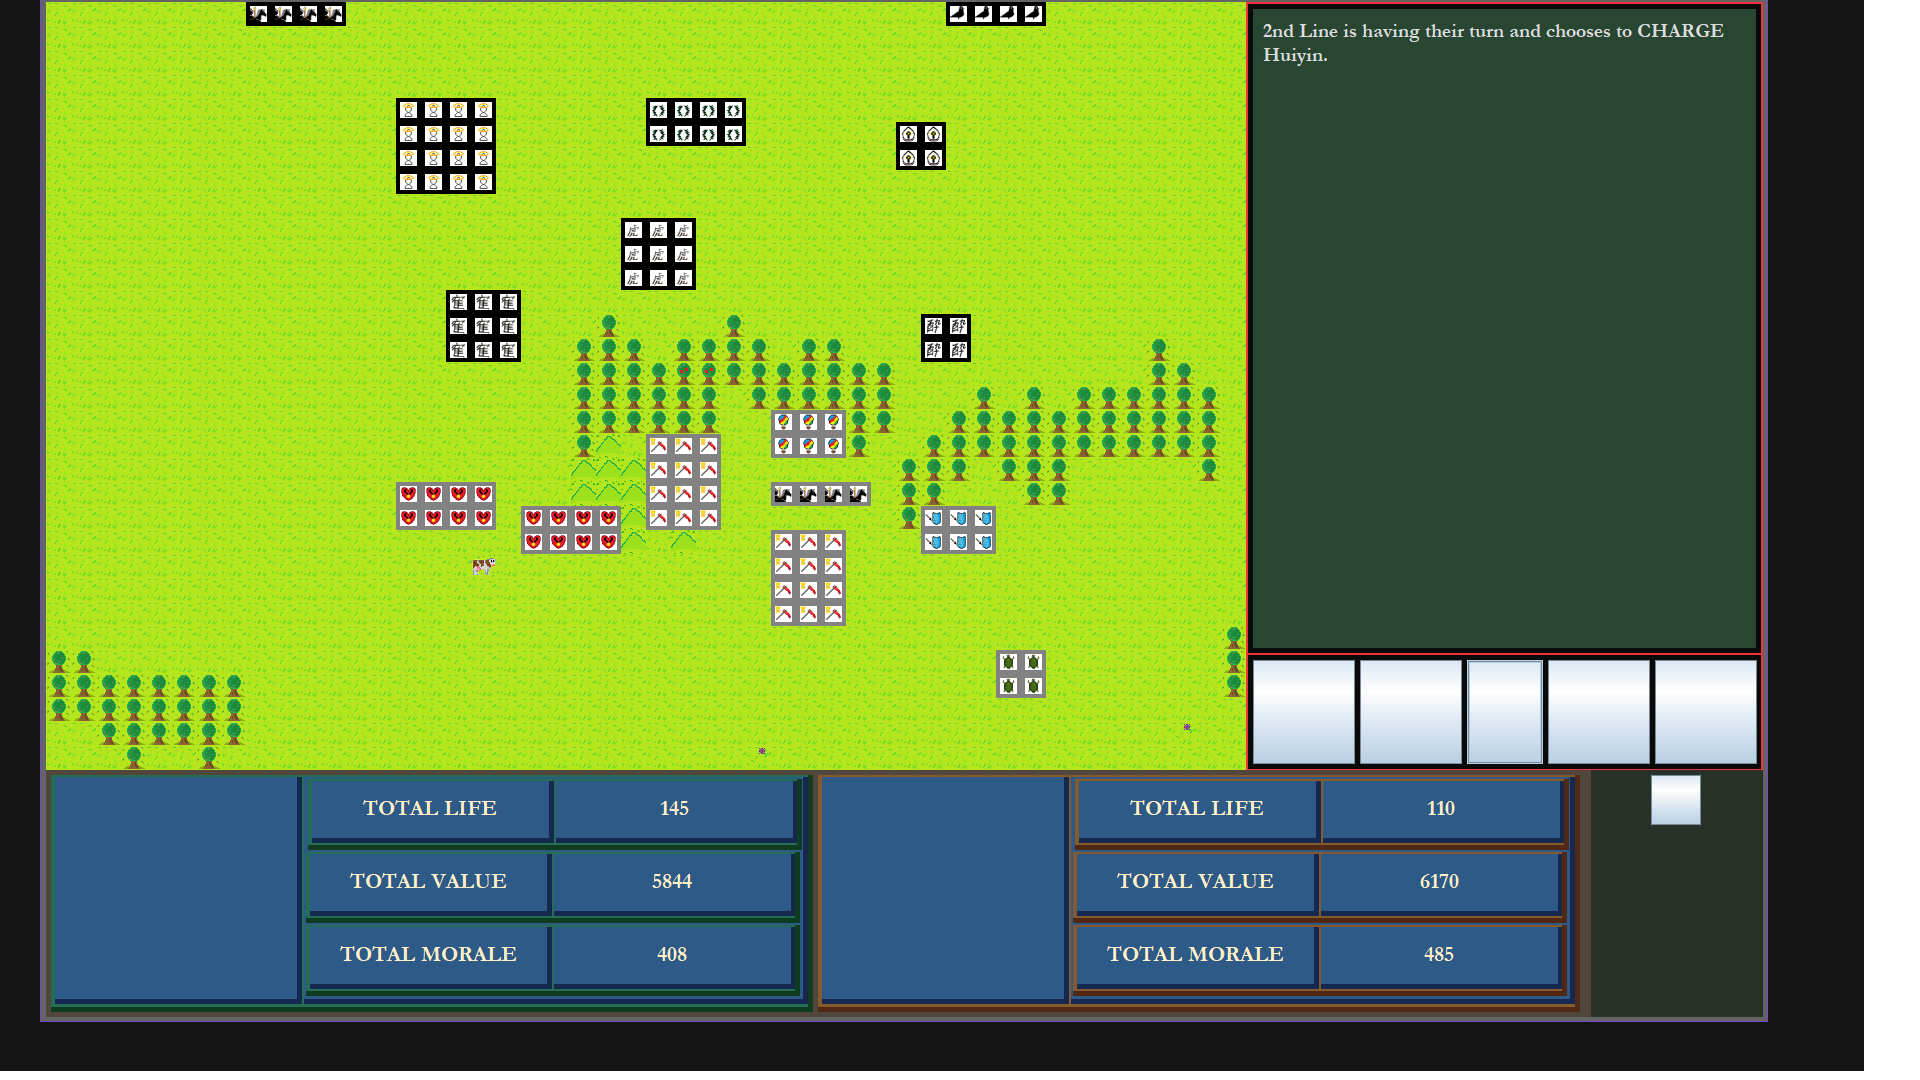 2nd Line is having their turn and chooses to CHARGE
Huiyin.
TOTAL LIFE
145
TOTAL VALUE
5844
TOTAL MORALE
408
TOTAL LIFE
110
TOTAL VALUE
6170
TOTAL MORALE
485